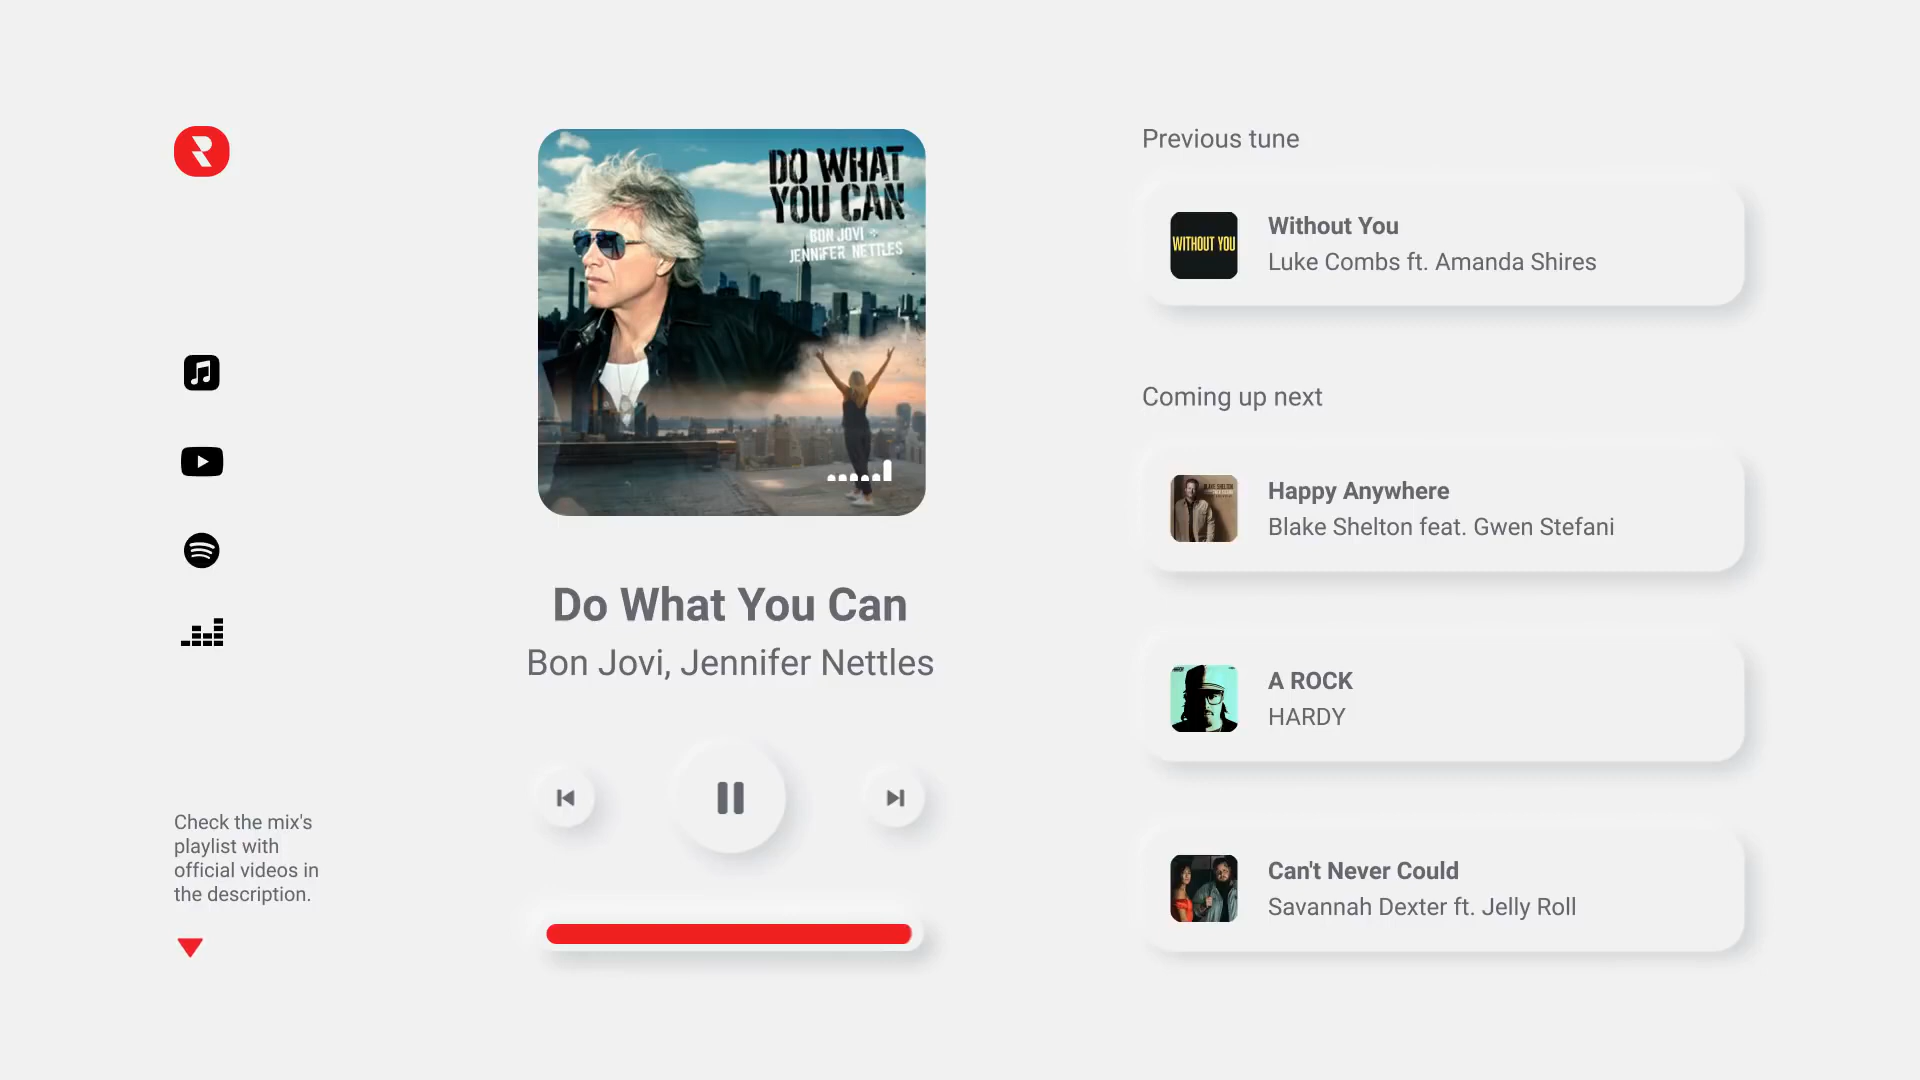 DO WHAT
YOU CAN
BON JOVI +
JENNIFER NETTLES
Do What You Can
Bon Jovi, Jennifer Nettles
Check the mix's
playlist with
official videos in
the description.
Previous tune
WITHOUT YOU
Without You
Luke Combs ft. Amanda Shires
Coming up next
BLAKE SHELTON
Happy Anywhere
Blake Shelton feat. Gwen Stefani
A ROCK
HARDY
Can't Never Could
Savannah Dexter ft. Jelly Roll